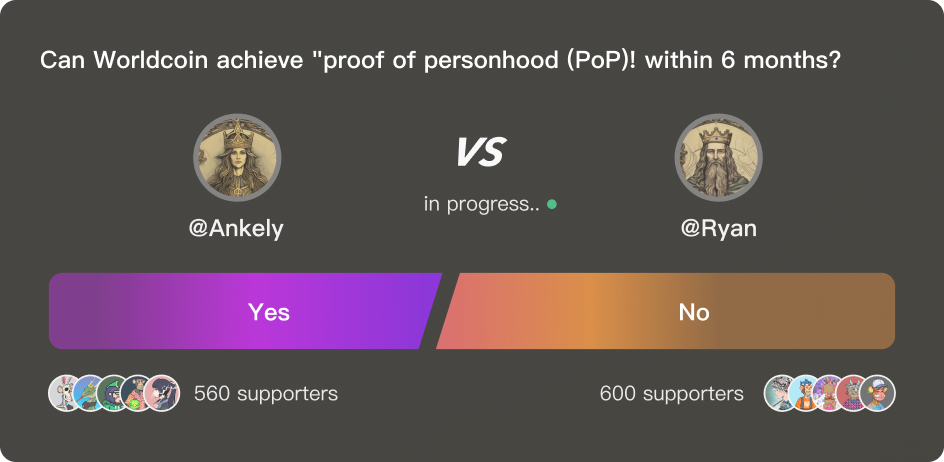 Can Worldcoin achieve "proof of personhood (PoP)! within 6 months?
VS
in progress..
@Ankely
@Ryan
Yes
No
560 supporters
600 supporters